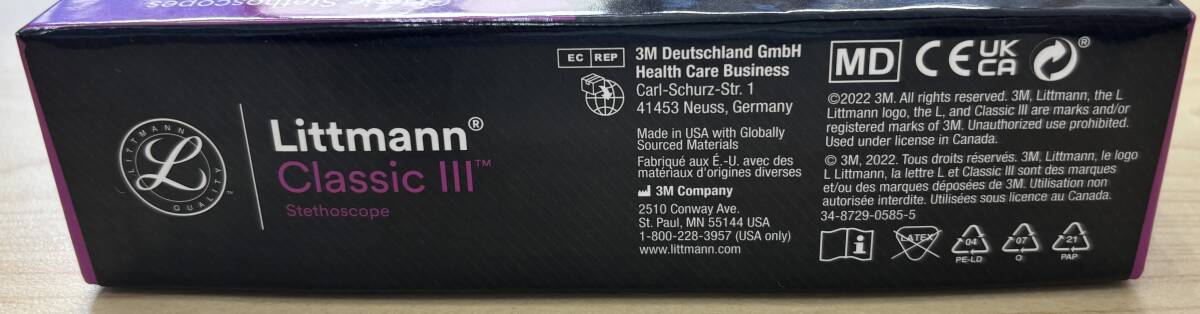 Classic Stethoscopes
LITTMANN
L
QUALITY
™
Littmann®
Classic III™
Stethoscope
EC REP
3M Deutschland GmbH
Health Care Business
Carl-Schurz-Str. 1
41453 Neuss, Germany
Made in USA with Globally
Sourced Materials
Fabriqué aux É.-U. avec des
matériaux d'origines diverses
3M Company
2510 Conway Ave.
St. Paul, MN 55144 USA
1-800-228-3957 (USA only)
www.littmann.com
MD CE UK
CA ®
©2022 3M. All rights reserved. 3M, Littmann, the L
Littmann logo, the L, and Classic III are marks and/or
registered marks of 3M. Unauthorized use prohibited.
Used under license in Canada.
© 3M, 2022. Tous droits réservés. 3M, Littmann, le logo
L Littmann, la lettre L et Classic III sont des marques
et/ou des marques déposées de 3M. Utilisation non
autorisée interdite. Utilisées sous licence au Canada.
34-8729-0585-5
i LATEX 04 07 21
PE-LD O PAP